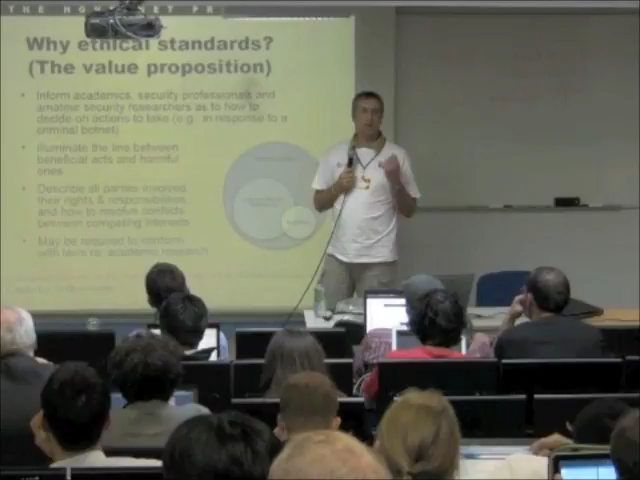 THE HONEYNET PR
Why ethical standards?
(The value proposition)
• Inform academics, security professionals and
amateur security researchers as to how to
decide on actions to take (e.g., in response to a
criminal botnet)
• Illuminate the line between
beneficial acts and harmful
ones
• Describe all parties involved,
their rights & responsibilities,
and how to resolve conflicts
between competing interests
• May be required to conform
with laws re: academic research